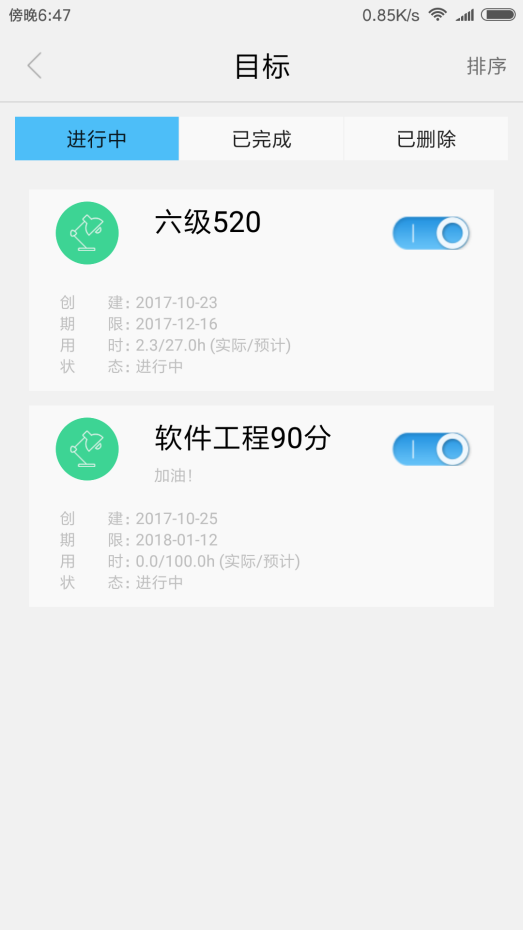 傍晚6:47 0.85K/s
目标 排序
进行中 已完成 已删除
六级520
创 建: 2017-10-23
期 限: 2017-12-16
用 时: 2.3/27.0h (实际/预计)
状 态: 进行中
软件工程90分
加油!
创 建: 2017-10-25
期 限: 2018-01-12
用 时: 0.0/100.0h (实际/预计)
状 态: 进行中